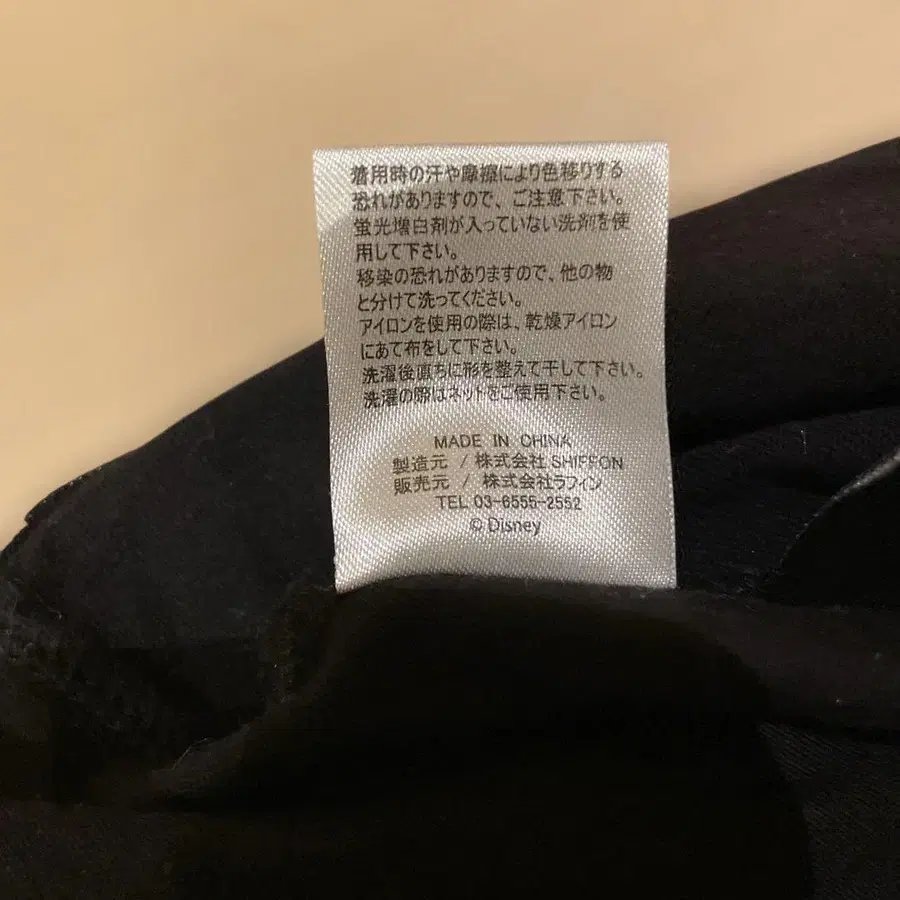 着用時の汗や摩擦により色移りする
恐れがありますので、ご注意下さい。
蛍光増白剤が入っていない洗剤を使
用して下さい。
移染の恐れがありますので、他の物
と分けて洗ってください。
アイロンを使用の際は、乾燥アイロン
にあて布をして下さい。
洗濯後直ちに形を整えて干して下さい。
洗濯の際はネットをご使用下さい。
MADE IN CHINA
製造元 / 株式会社 SHIFFON
販売元 / 株式会社ラフィン
TEL 03-6555-2552
© Disney